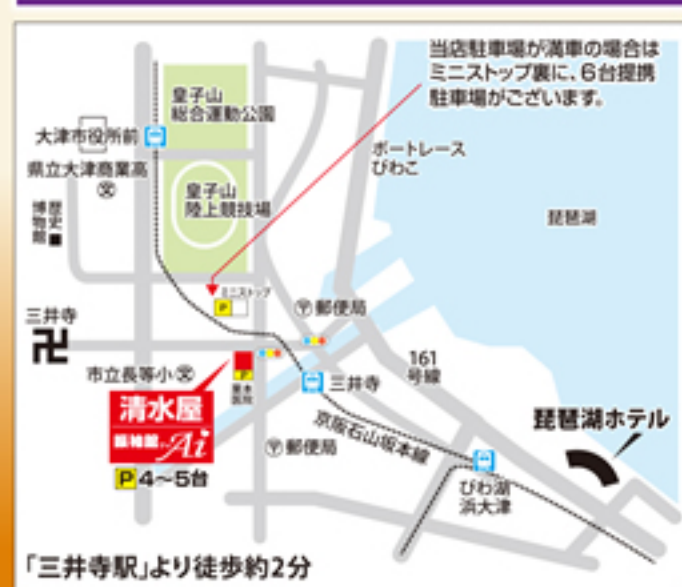 当店駐車場が満車の場合は
ミニストップ裏に、6台提携
駐車場がございます。
皇子山
総合運動公園
大津市役所前
県立大津商業高
文
ボートレース
びわこ
皇子山
陸上競技場
歴史
博物館
琵琶湖
P
ミニストップ
〒郵便局
三井寺
卍
市立長等小
文
P
161
号線
三井寺
清水屋
振袖館 Ai
京阪石山坂本線
琵琶湖ホテル
〒郵便局
P 4〜5台
びわ湖
浜大津
「三井寺駅」より徒歩約2分